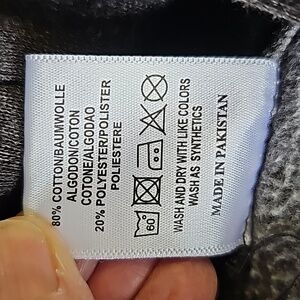 80% COTTON/BAUMWOLLE
ALGODON/COTON
COTONE/ALGODAO
20% POLYESTER/POLISTER
POLIESTERE
60
WASH AND DRY WITH LIKE COLORS
WASH AS SYNTHETICS
MADE IN PAKISTAN